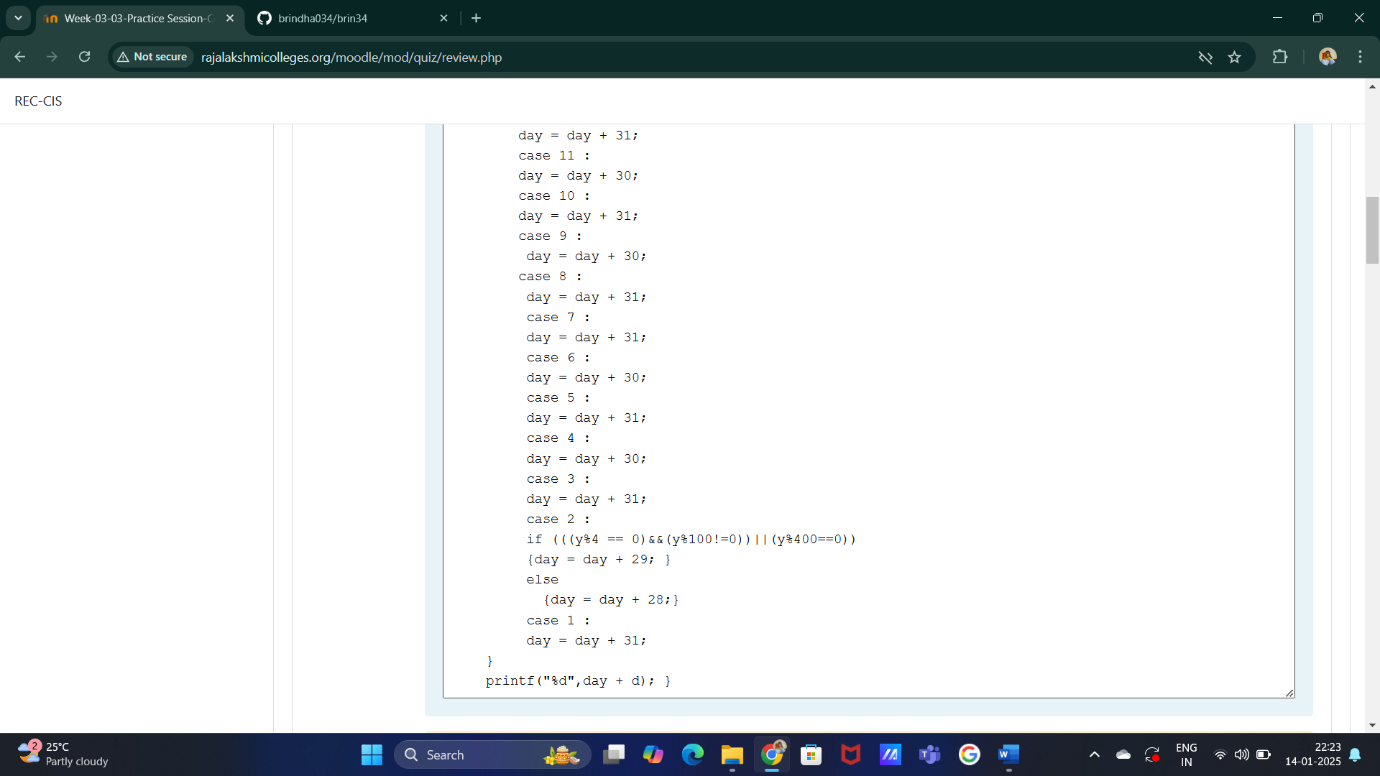 Week-03-03-Practice Session-C
brindha034/brin34
Not secure
rajalakshmicolleges.org/moodle/mod/quiz/review.php
REC-CIS
day = day + 31;
case 11 :
day = day + 30;
case 10 :
day = day + 31;
case 9 :
day = day + 30;
case 8 :
day = day + 31;
case 7 :
day = day + 31;
case 6 :
day = day + 30;
case 5 :
day = day + 31;
case 4 :
day = day + 30;
case 3 :
day = day + 31;
case 2 :
if (((y%4 == 0)&&(y%100!=0))||(y%400==0))
{day = day + 29; }
else
{day = day + 28;}
case 1 :
day = day + 31;
}
printf("%d",day + d); }
2
25°C
Partly cloudy
Search
ENG
IN
22:23
14-01-2025